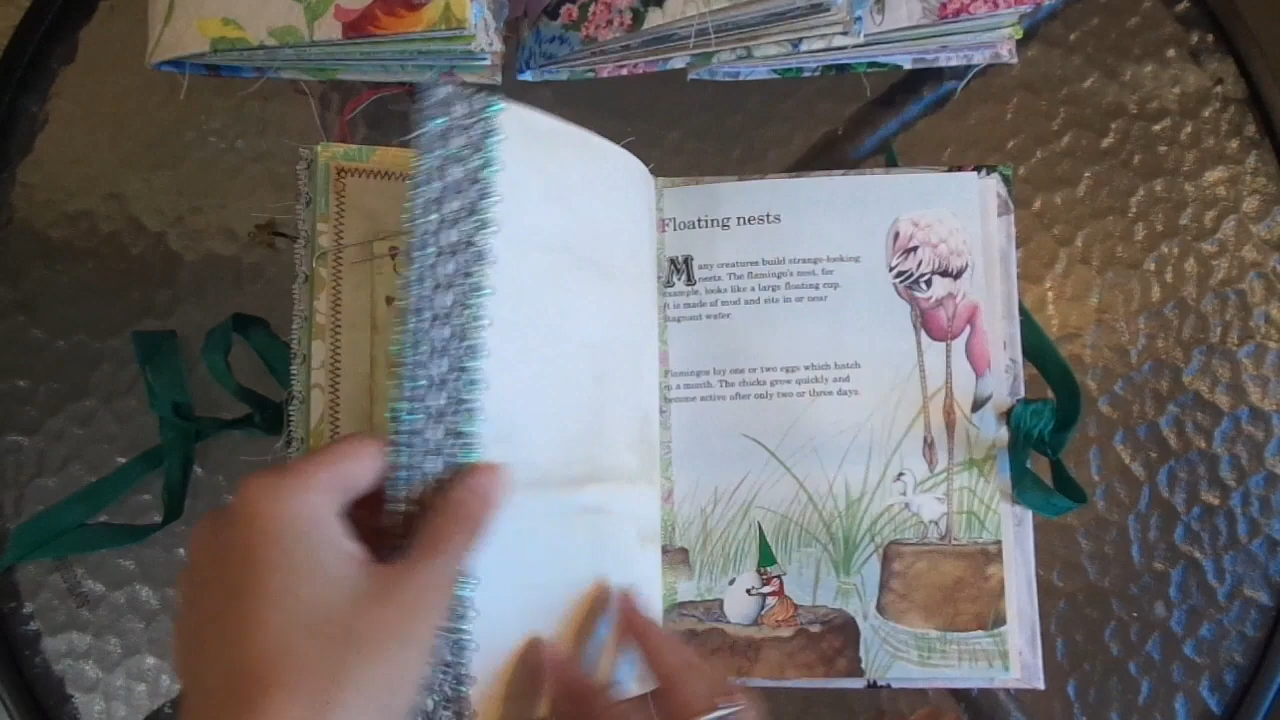 Floating nests
Many creatures build strange-looking
nests. The flamingo's nest, for
example, looks like a large floating cup.
It is made of mud and sits in or near
stagnant water.
Flamingos lay one or two eggs which hatch
in a month. The chicks grow quickly and
become active after only two or three days.